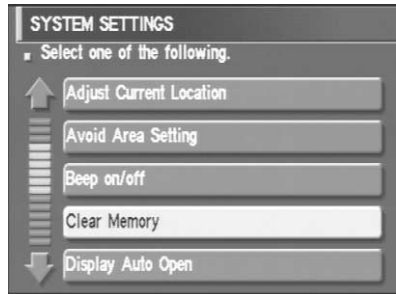 SYSTEM SETTINGS
Select one of the following.
Adjust Current Location
Avoid Area Setting
Beep on/off
Clear Memory
Display Auto Open